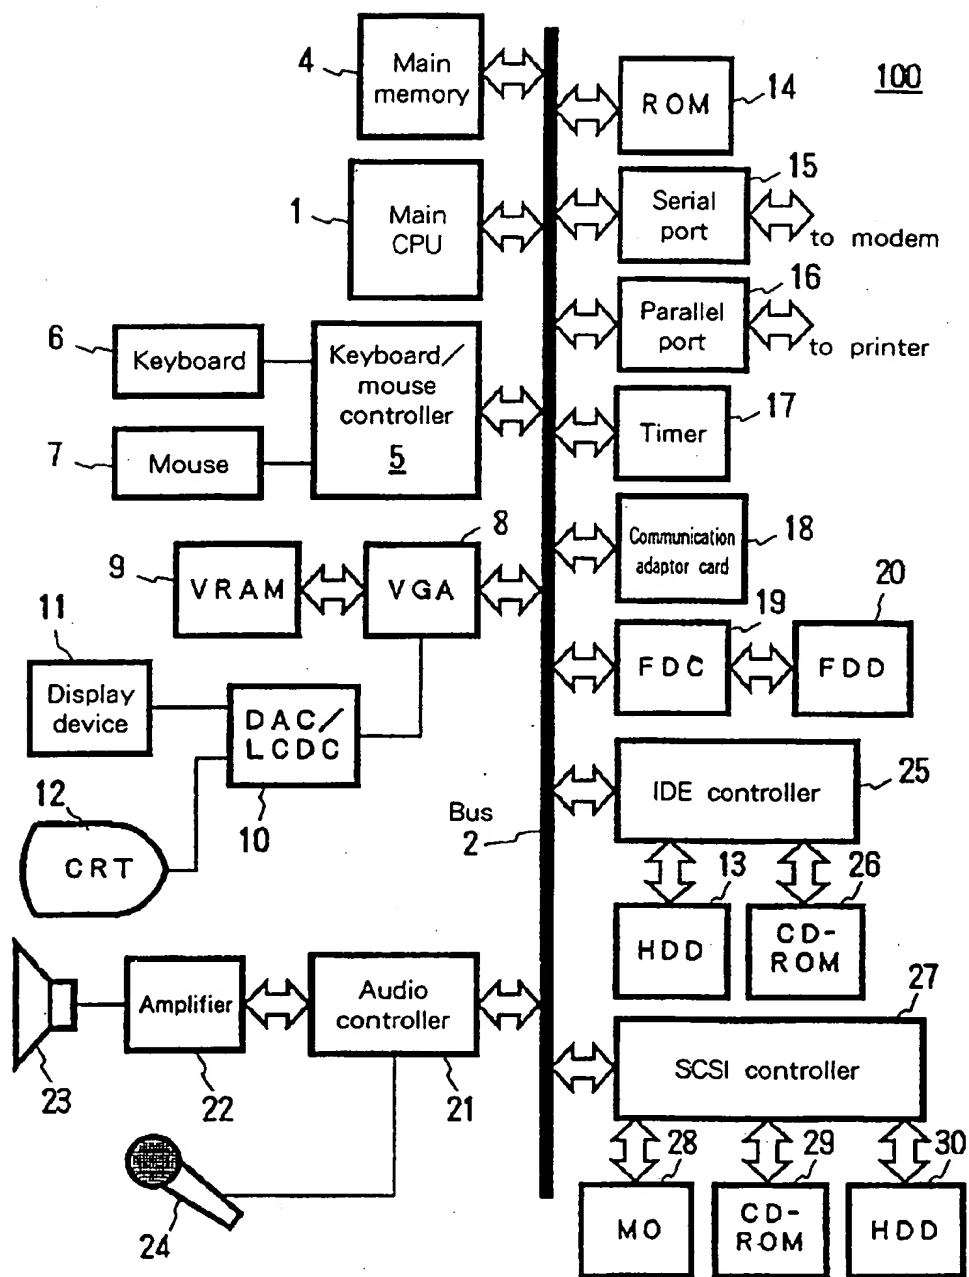 4
Main
memory
100
ROM
14
1
Main
CPU
15
Serial
port
to modem
16
Parallel
port
to printer
6
Keyboard
Keyboard/
mouse
controller
5
7
Mouse
Timer
17
Communication
adaptor card
18
8
9
VRAM
VGA
19
FDC
20
FDD
11
Display
device
DAC/
LCDC
10
12
CRT
Bus
2
IDE controller
25
13
HDD
26
CD-
ROM
23
Amplifier
22
Audio
controller
21
27
SCSI controller
24
28
MO
29
CD-
ROM
30
HDD